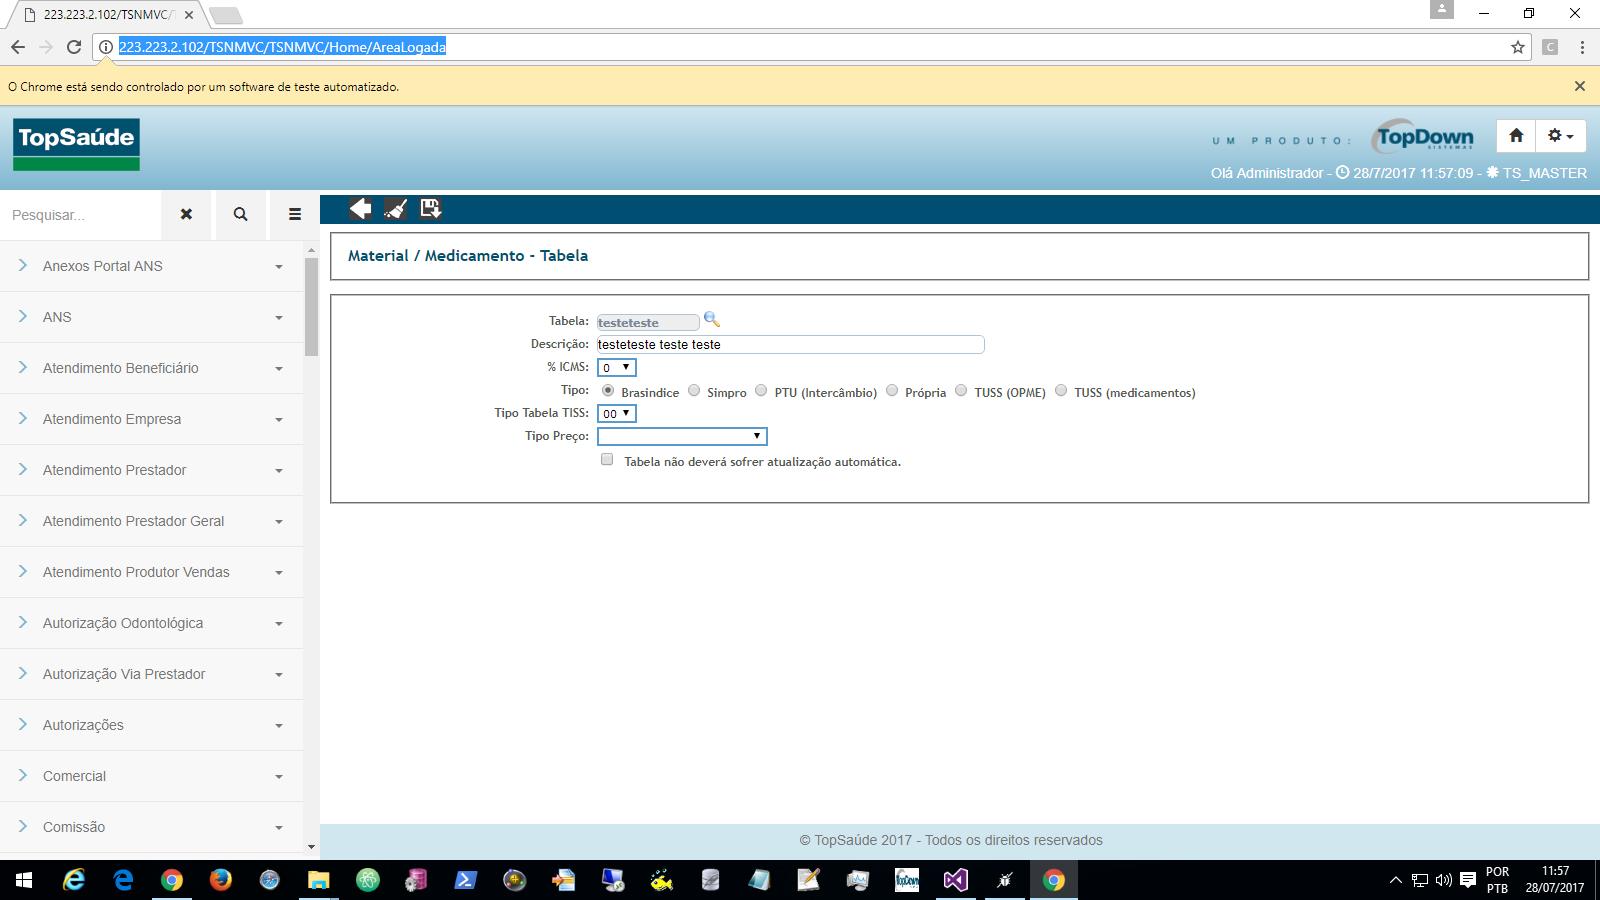 223.223.2.102/TSNMVC/T
223.223.2.102/TSNMVC/TSNMVC/Home/AreaLogada
C
O Chrome está sendo controlado por um software de teste automatizado.
TopSaúde
UM PRODUTO:
TopDown
SISTEMAS
Olá Administrador - 28/7/2017 11:57:09 - TS_MASTER
Pesquisar...
Anexos Portal ANS
ANS
Atendimento Beneficiário
Atendimento Empresa
Atendimento Prestador
Atendimento Prestador Geral
Atendimento Produtor Vendas
Autorização Odontológica
Autorização Via Prestador
Autorizações
Comercial
Comissão
Material / Medicamento - Tabela
Tabela: testeteste
Descrição: testeteste teste teste
% ICMS: 0
Tipo: Brasindice Simpro PTU (Intercâmbio) Própria TUSS (OPME) TUSS (medicamentos)
Tipo Tabela TISS: 00
Tipo Preço:
Tabela não deverá sofrer atualização automática.
© TopSaúde 2017 - Todos os direitos reservados
TopDown
POR
PTB
11:57
28/07/2017